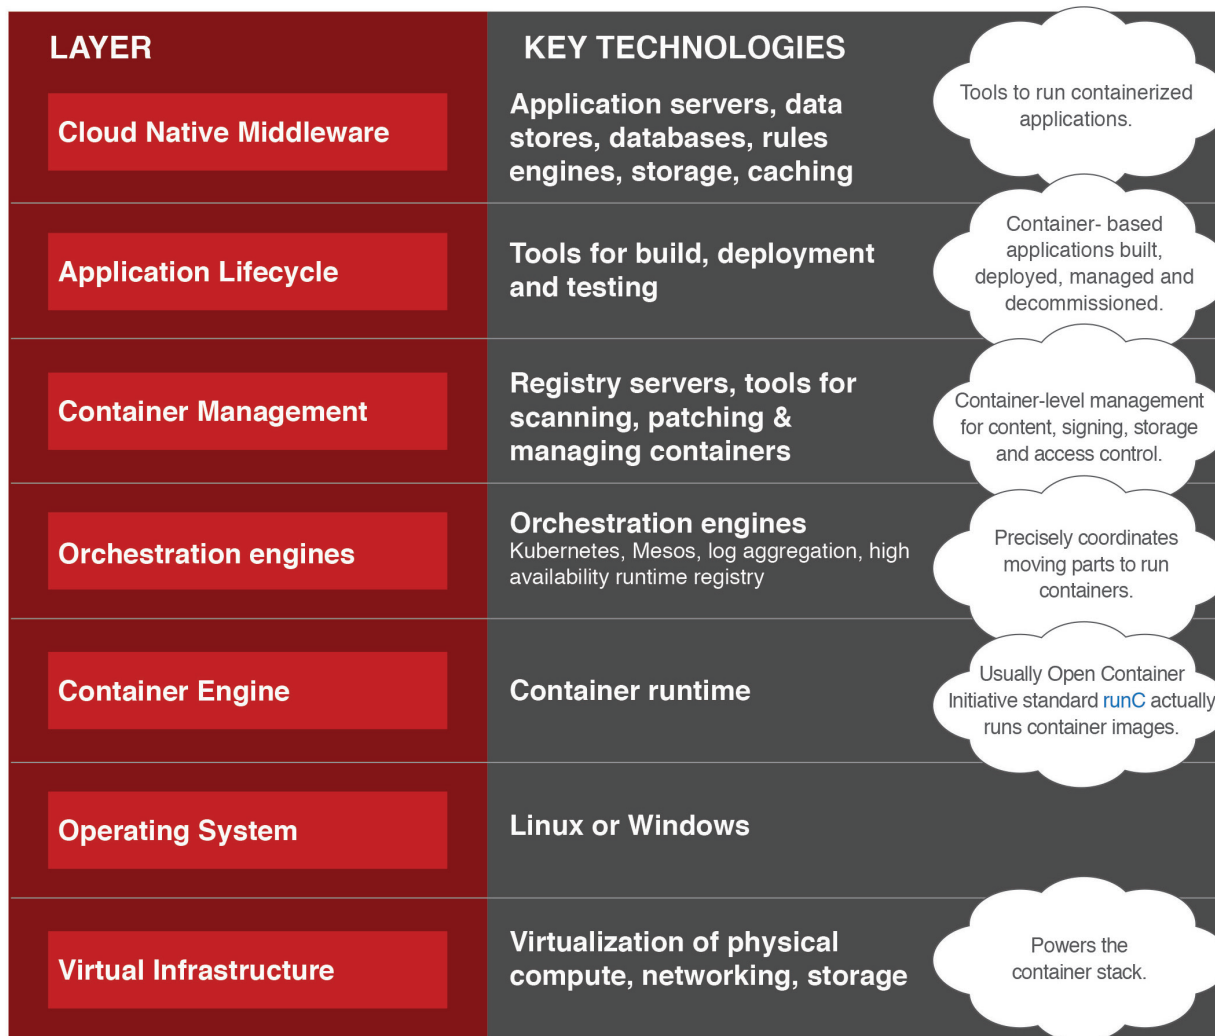 LAYER
KEY TECHNOLOGIES
Cloud Native Middleware
Application servers, data
stores, databases, rules
engines, storage, caching
Tools to run containerized
applications.
Application Lifecycle
Tools for build, deployment
and testing
Container- based
applications built,
deployed, managed and
decommissioned.
Container Management
Registry servers, tools for
scanning, patching &
managing containers
Container-level management
for content, signing, storage
and access control.
Orchestration engines
Orchestration engines
Kubernetes, Mesos, log aggregation, high
availability runtime registry
Precisely coordinates
moving parts to run
containers.
Container Engine
Container runtime
Usually Open Container
Initiative standard runC actually
runs container images.
Operating System
Linux or Windows
Virtual Infrastructure
Virtualization of physical
compute, networking, storage
Powers the
container stack.